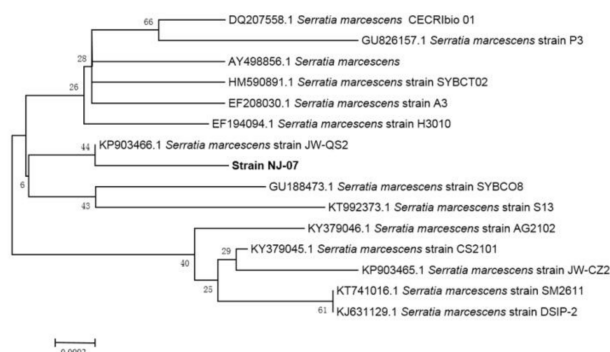 66
DQ207558.1 Serratia marcescens CECRIbio 01
GU826157.1 Serratia marcescens strain P3
28
AY498856.1 Serratia marcescens
HM590891.1 Serratia marcescens strain SYBCT02
26
EF208030.1 Serratia marcescens strain A3
EF194094.1 Serratia marcescens strain H3010
44
KP903466.1 Serratia marcescens strain JW-QS2
Strain NJ-07
6
GU188473.1 Serratia marcescens strain SYBCO8
43
KT992373.1 Serratia marcescens strain S13
KY379046.1 Serratia marcescens strain AG2102
40
29
KY379045.1 Serratia marcescens strain CS2101
KP903465.1 Serratia marcescens strain JW-CZ2
25
KT741016.1 Serratia marcescens strain SM2611
61
KJ631129.1 Serratia marcescens strain DSIP-2